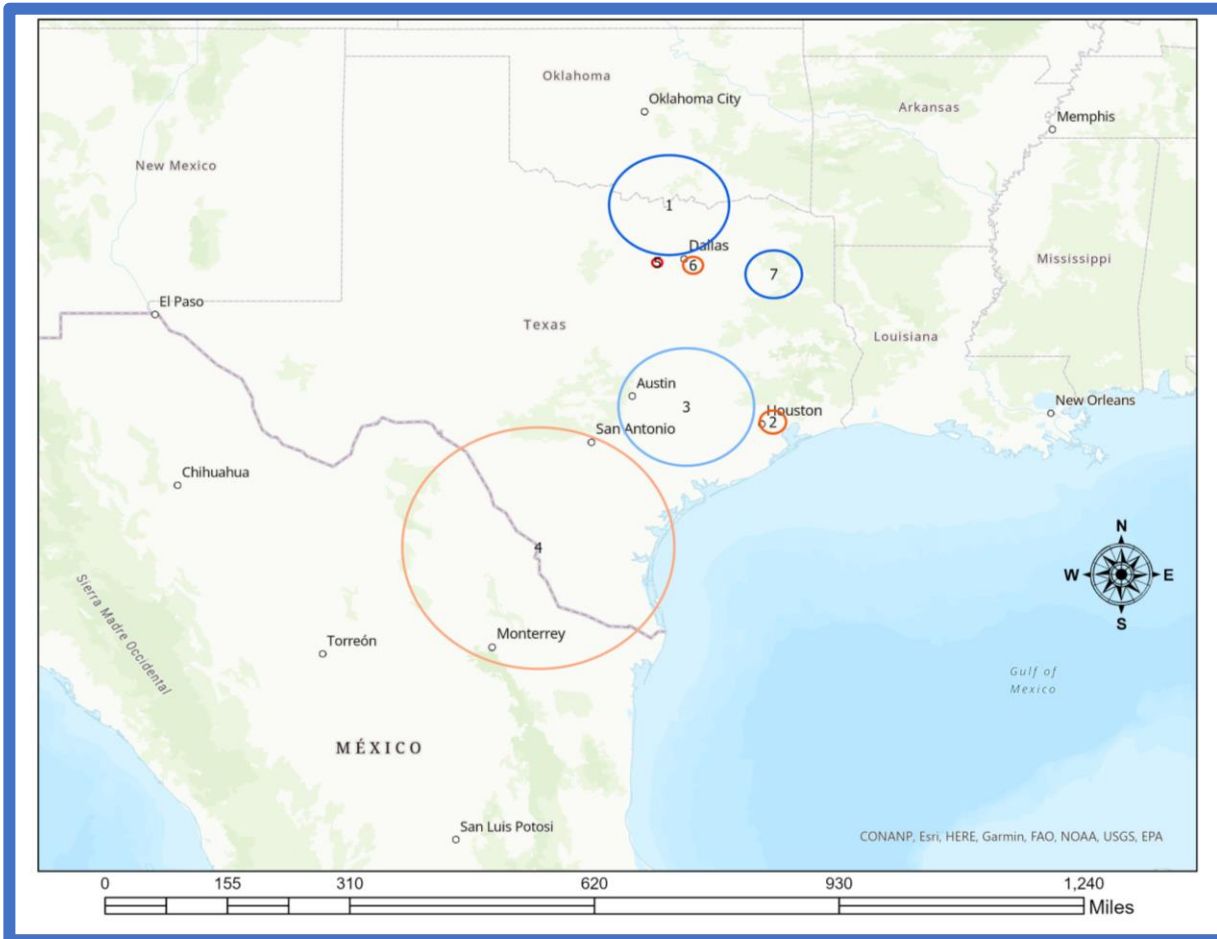 Oklahoma
Oklahoma City
Arkansas
Memphis
New Mexico
1
Dallas
5
6
7
Mississippi
El Paso
Texas
Louisiana
Austin
3
Houston
2
New Orleans
San Antonio
Chihuahua
4
N
W
E
S
Sierra Madre Occidental
Torreón
Monterrey
Gulf of
Mexico
MÉXICO
San Luis Potosi
CONANP, Esri, HERE, Garmin, FAO, NOAA, USGS, EPA
0 155 310 620 930 1,240
Miles